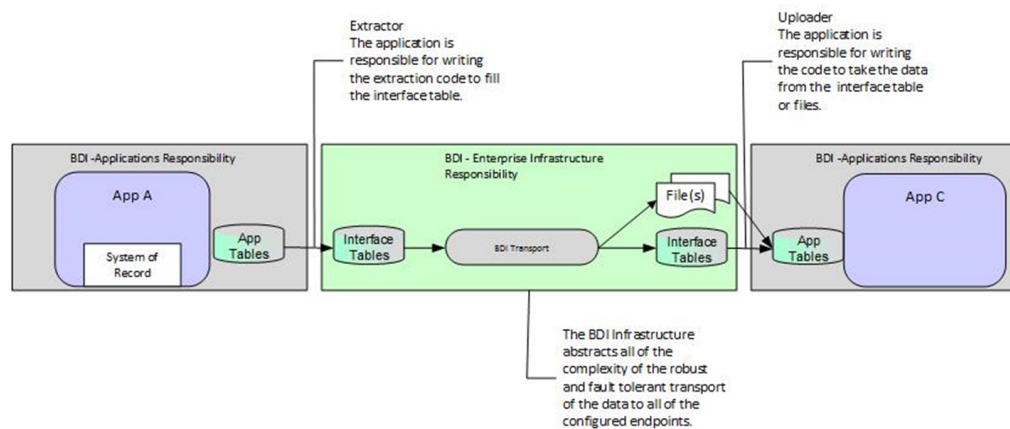 Extractor
The application is
responsible for writing
the extraction code to fill
the interface table.
Uploader
The application is
responsible for writing
the code to take the data
from the interface table
or files.
BDI -Applications Responsibility
App A
System of
Record
App
Tables
BDI - Enterprise Infrastructure
Responsibility
Interface
Tables
BDI Transport
File(s)
Interface
Tables
BDI -Applications Responsibility
App
Tables
App C
The BDI Infrastructure
abstracts all of the
complexity of the robust
and fault tolerant transport
of the data to all of the
configured endpoints.